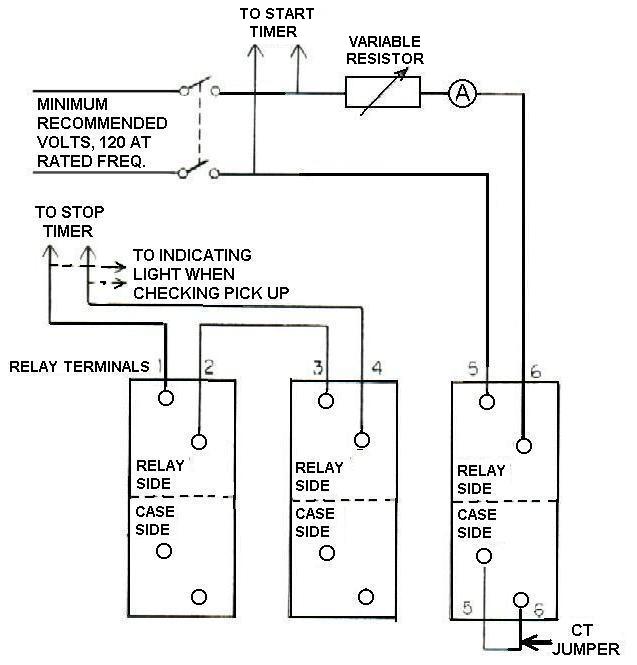 TO START
TIMER
VARIABLE
RESISTOR
A
MINIMUM
RECOMMENDED
VOLTS, 120 AT
RATED FREQ.
TO STOP
TIMER
TO INDICATING
LIGHT WHEN
CHECKING PICK UP
RELAY TERMINALS 1 2 3 4 5 6
RELAY
SIDE
CASE
SIDE
RELAY
SIDE
CASE
SIDE
RELAY
SIDE
CASE
SIDE
5 6
CT
JUMPER